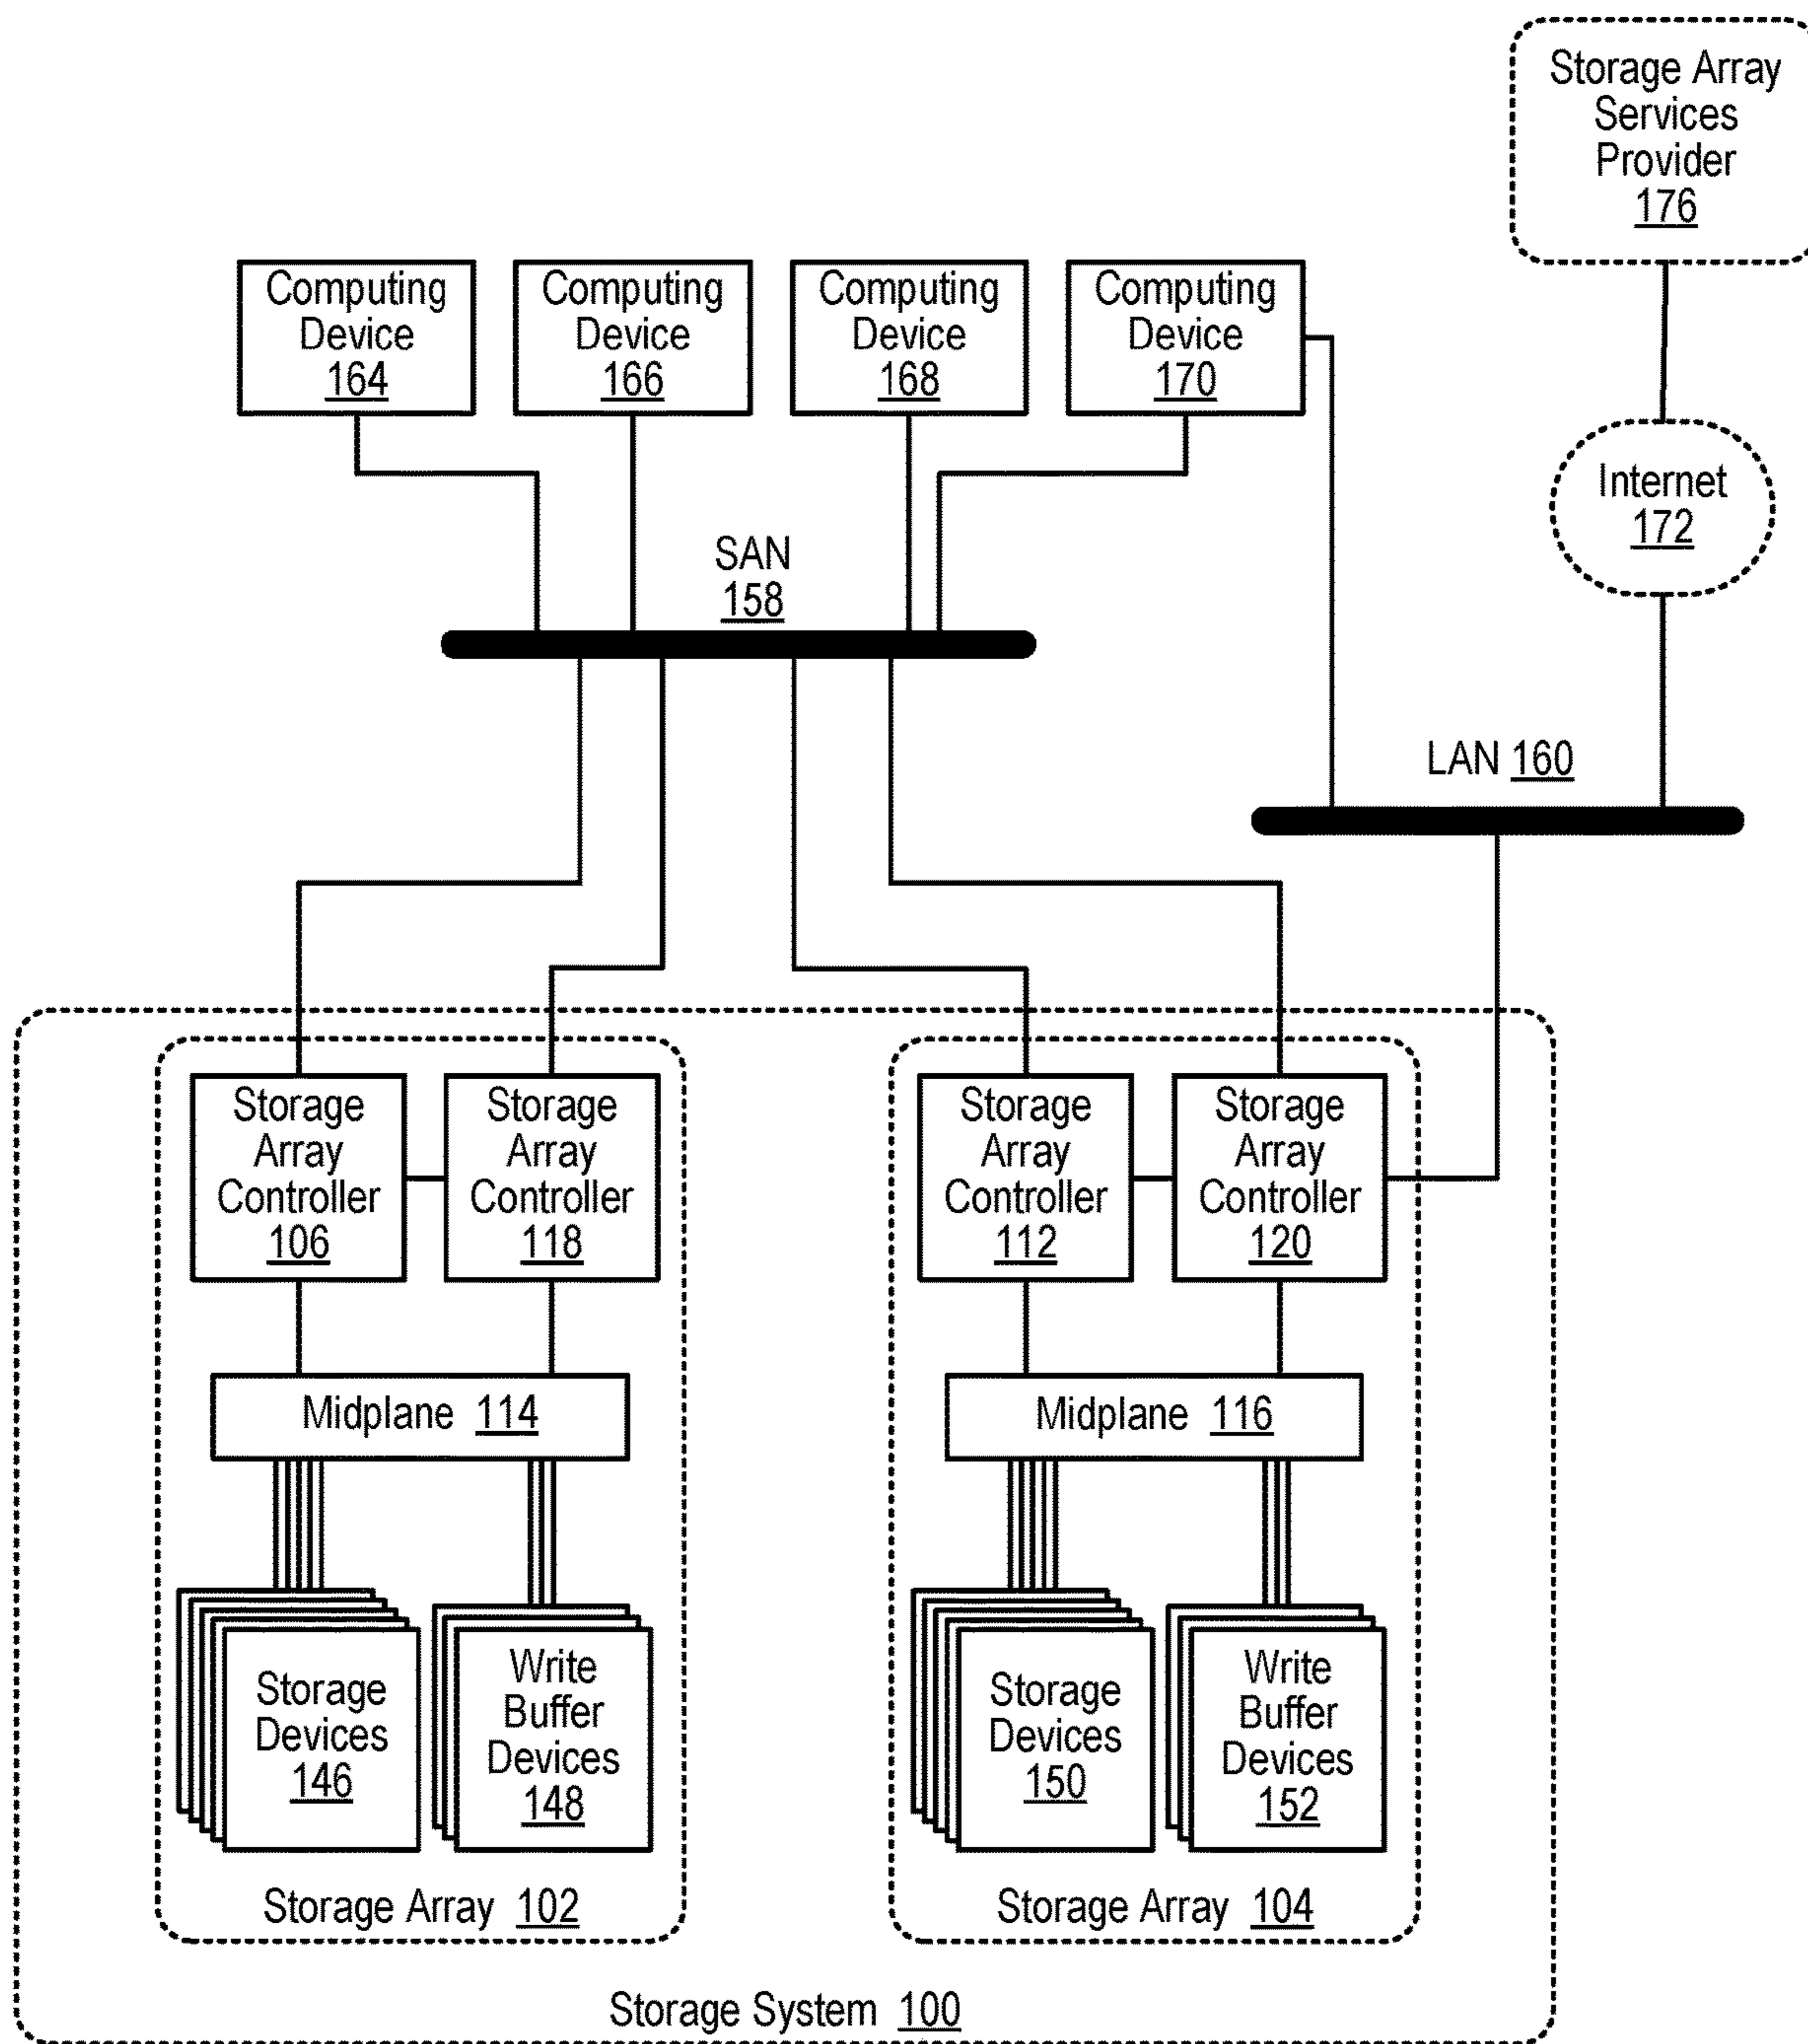 Storage Array
Services
Provider
176
Computing
Device
164
Computing
Device
166
Computing
Device
168
Computing
Device
170
Internet
172
SAN
158
LAN 160
Storage
Array
Controller
106
Storage
Array
Controller
118
Storage
Array
Controller
112
Storage
Array
Controller
120
Midplane 114
Midplane 116
Storage
Devices
146
Write
Buffer
Devices
148
Storage
Devices
150
Write
Buffer
Devices
152
Storage Array 102
Storage Array 104
Storage System 100